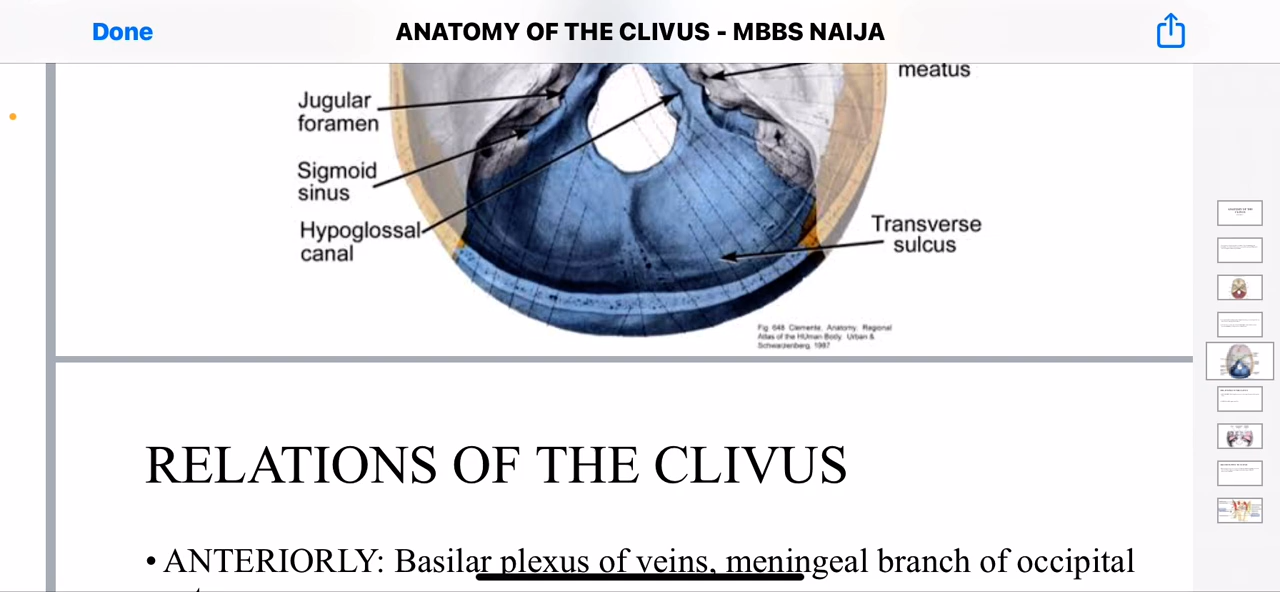 Done
ANATOMY OF THE CLIVUS - MBBS NAIJA
meatus
Jugular
foramen
Sigmoid
sinus
Hypoglossal
canal
Transverse
sulcus
Fig 648 Clemente, Anatomy, Regional
Atlas of the HUman Body. Urban &
Schwarzenberg, 1987
RELATIONS OF THE CLIVUS
• ANTERIORLY: Basilar plexus of veins, meningeal branch of occipital